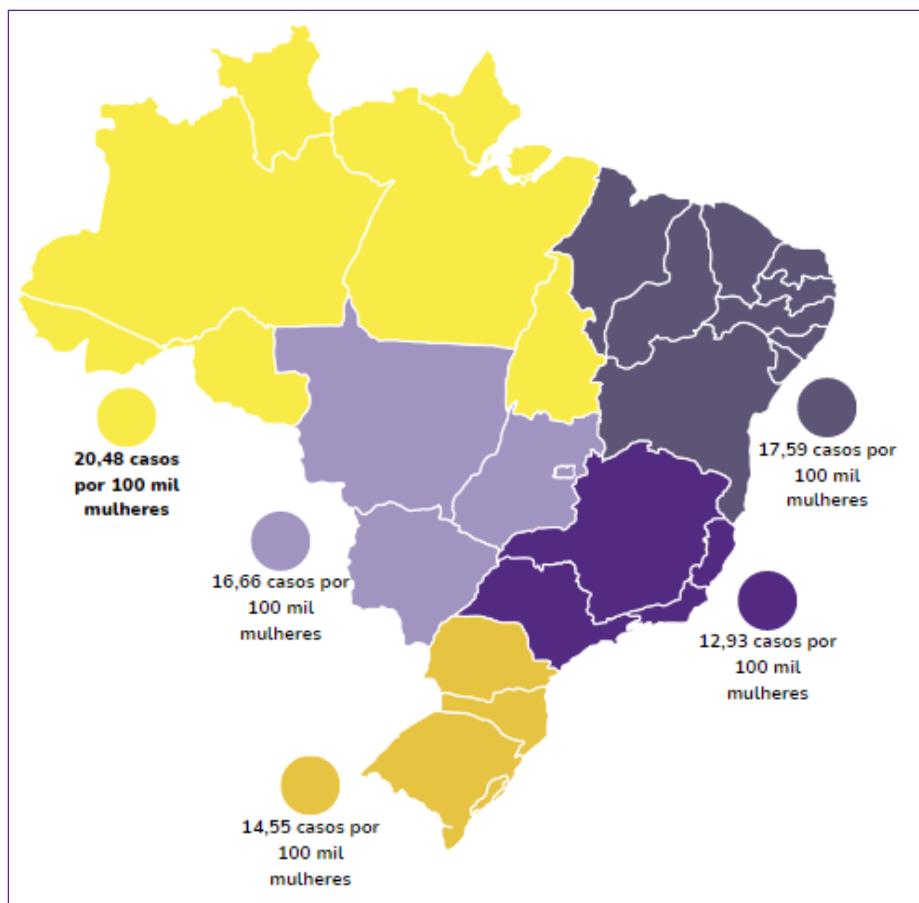 20,48 casos
por 100 mil
mulheres
17,59 casos por
100 mil
mulheres
16,66 casos por
100 mil
mulheres
12,93 casos por
100 mil
mulheres
14,55 casos por
100 mil
mulheres